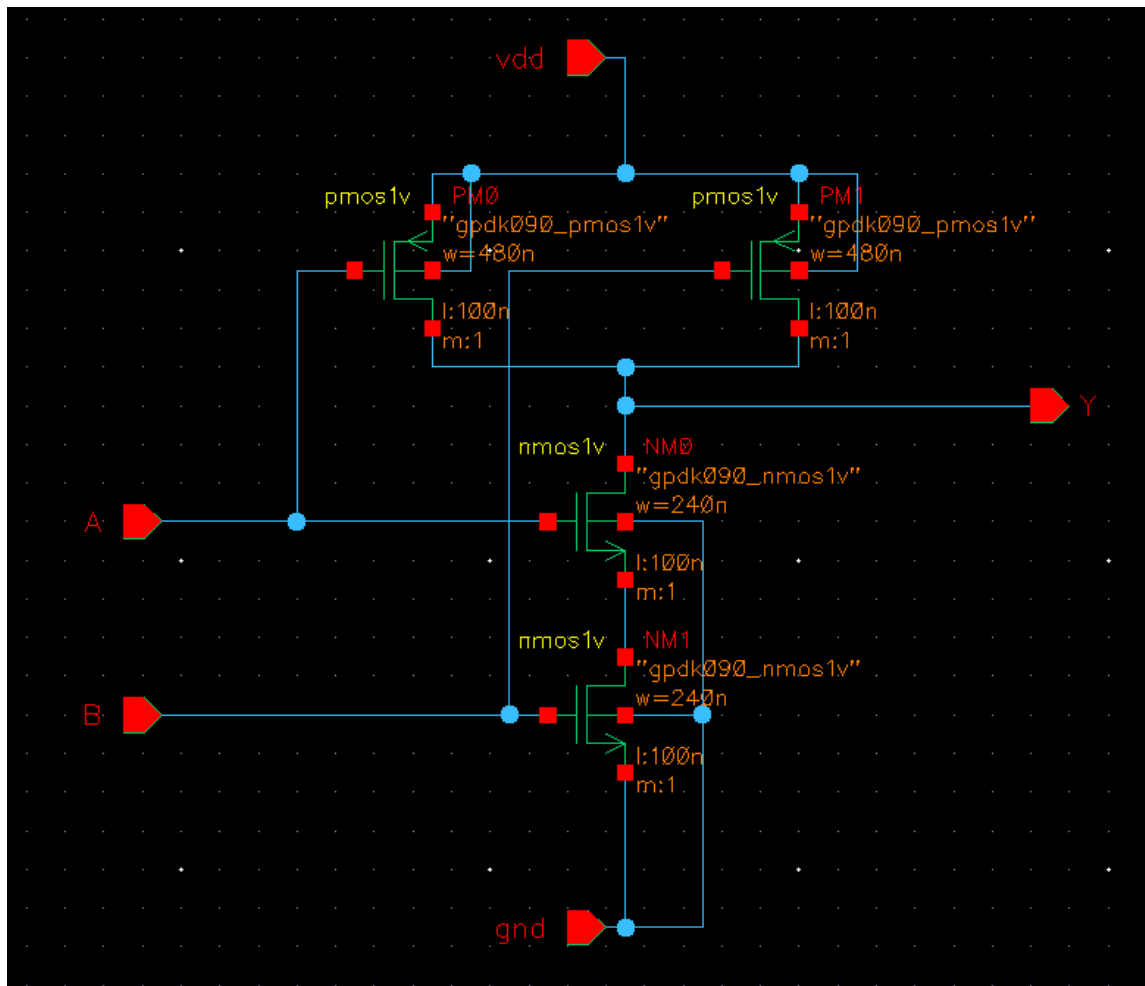 vdd
pmos1v PM0
"gpdk090_pmos1v"
w=480n
l:100n
m:1
pmos1v PM1
"gpdk090_pmos1v"
w=480n
l:100n
m:1
Y
nmos1v NM0
"gpdk090_nmos1v"
w=240n
l:100n
m:1
A
nmos1v NM1
"gpdk090_nmos1v"
w=240n
l:100n
m:1
B
gnd